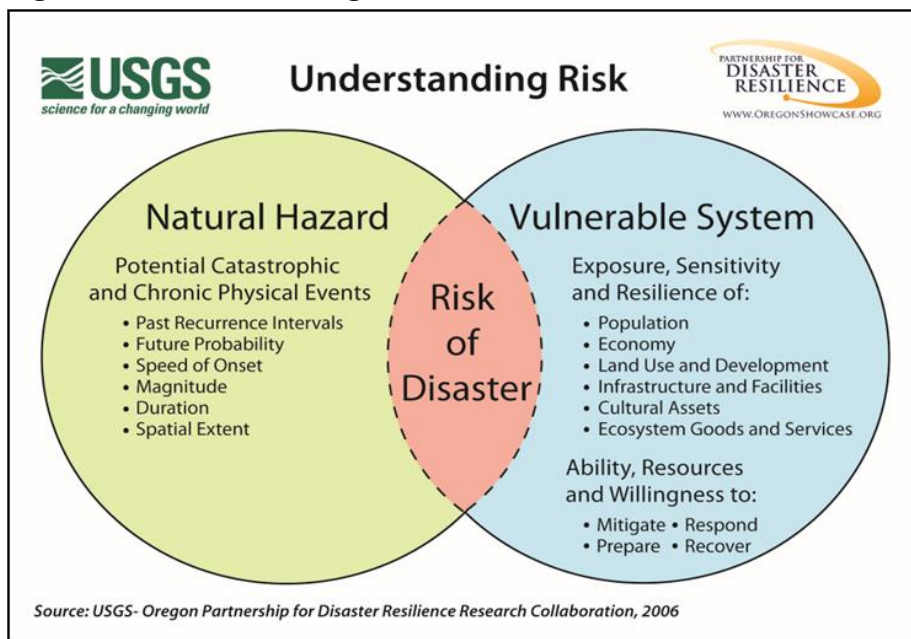 USGS
science for a changing world
Understanding Risk
PARTNERSHIP FOR
DISASTER
RESILIENCE
WWW.OREGONSHOWCASE.ORG
Natural Hazard
Potential Catastrophic
and Chronic Physical Events
• Past Recurrence Intervals
• Future Probability
• Speed of Onset
• Magnitude
• Duration
• Spatial Extent
Risk
of
Disaster
Vulnerable System
Exposure, Sensitivity
and Resilience of:
• Population
• Economy
• Land Use and Development
• Infrastructure and Facilities
• Cultural Assets
• Ecosystem Goods and Services
Ability, Resources
and Willingness to:
• Mitigate • Respond
• Prepare • Recover
Source: USGS- Oregon Partnership for Disaster Resilience Research Collaboration, 2006